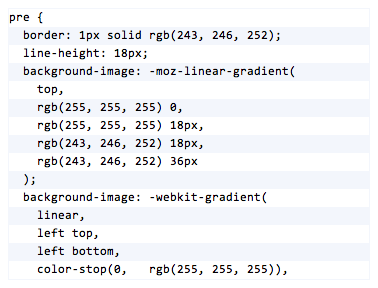 pre {
  border: 1px solid rgb(243, 246, 252);
  line-height: 18px;
  background-image: -moz-linear-gradient(
    top,
    rgb(255, 255, 255) 0,
    rgb(255, 255, 255) 18px,
    rgb(243, 246, 252) 18px,
    rgb(243, 246, 252) 36px
  );
  background-image: -webkit-gradient(
    linear,
    left top,
    left bottom,
    color-stop(0,   rgb(255, 255, 255)),